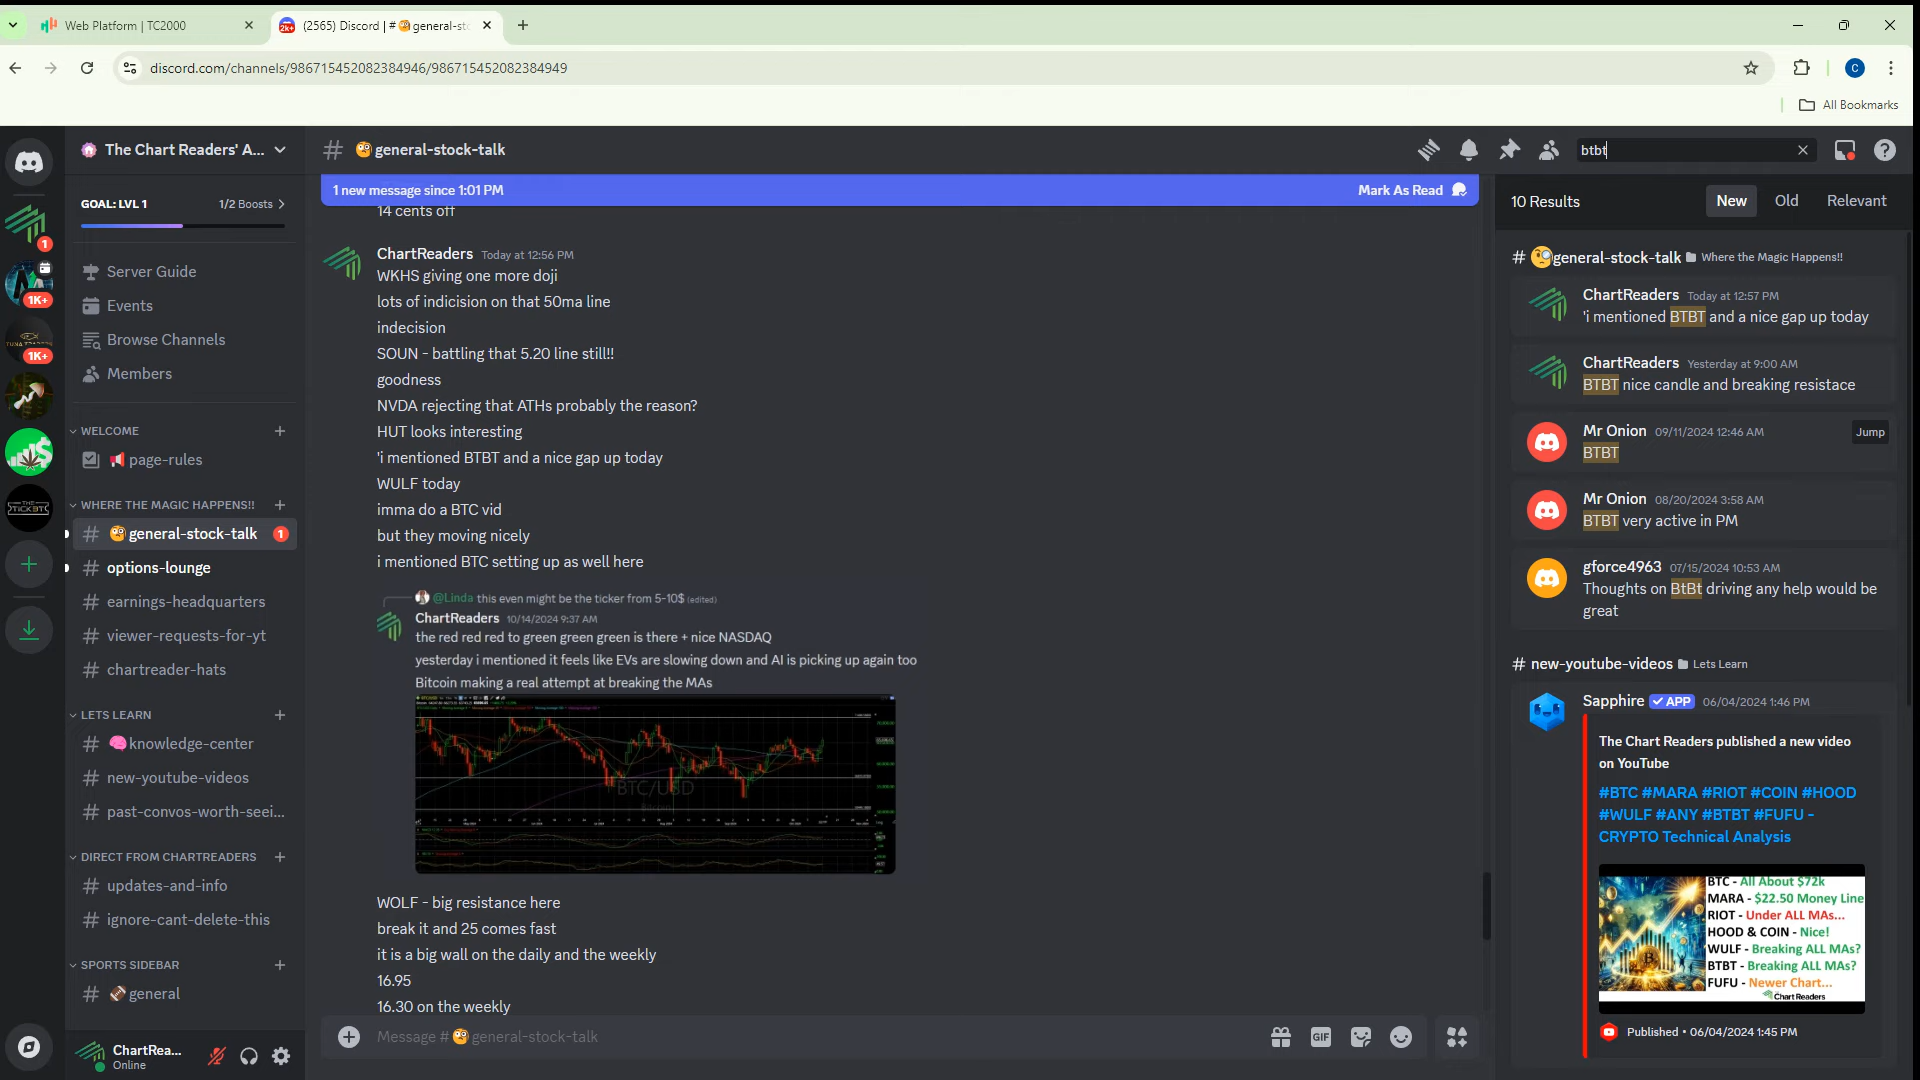 Web Platform | TC2000
(2565) Discord | # 🧐general-sto
discord.com/channels/986715452082384946/986715452082384949
C
All Bookmarks
The Chart Readers' A...
GOAL: LVL 1
1/2 Boosts
Server Guide
Events
Browse Channels
Members
WELCOME
📢page-rules
WHERE THE MAGIC HAPPENS!!
🧐general-stock-talk
1
options-lounge
earnings-headquarters
viewer-requests-for-yt
chartreader-hats
LETS LEARN
🧠knowledge-center
new-youtube-videos
past-convos-worth-seei...
DIRECT FROM CHARTREADERS
updates-and-info
ignore-cant-delete-this
SPORTS SIDEBAR
🏈general
ChartRea...
Online
1
1K+
1K+
# 🧐general-stock-talk
1 new message since 1:01 PM
Mark As Read
14 cents off
ChartReaders Today at 12:56 PM
WKHS giving one more doji
lots of indicision on that 50ma line
indecision
SOUN - battling that 5.20 line still!!
goodness
NVDA rejecting that ATHs probably the reason?
HUT looks interesting
'i mentioned BTBT and a nice gap up today
WULF today
imma do a BTC vid
but they moving nicely
i mentioned BTC setting up as well here
@Linda this even might be the ticker from 5-10$ (edited)
ChartReaders 10/14/2024 9:37 AM
the red red red to green green green is there + nice NASDAQ
yesterday i mentioned it feels like EVs are slowing down and AI is picking up again too
Bitcoin making a real attempt at breaking the MAs
BTC/USD
WOLF - big resistance here
break it and 25 comes fast
it is a big wall on the daily and the weekly
16.95
16.30 on the weekly
Message # 🧐general-stock-talk
GIF
btbt
10 Results
New
Old
Relevant
# 🧐general-stock-talk Where the Magic Happens!!
ChartReaders Today at 12:57 PM
'i mentioned BTBT and a nice gap up today
ChartReaders Yesterday at 9:00 AM
BTBT nice candle and breaking resistace
Mr Onion 09/11/2024 12:46 AM
Jump
BTBT
Mr Onion 08/20/2024 3:58 AM
BTBT very active in PM
gforce4963 07/15/2024 10:53 AM
Thoughts on BtBt driving any help would be
great
# new-youtube-videos Lets Learn
Sapphire ✓ APP 06/04/2024 1:46 PM
The Chart Readers published a new video
on YouTube
#BTC #MARA #RIOT #COIN #HOOD
#WULF #ANY #BTBT #FUFU -
CRYPTO Technical Analysis
BTC - All About $72k
MARA - $22.50 Money Line
RIOT - Under ALL MAs...
HOOD & COIN - Nice!
WULF - Breaking ALL MAs?
BTBT - Breaking ALL MAs?
FUFU - Newer Chart...
Chart Readers
Published • 06/04/2024 1:45 PM